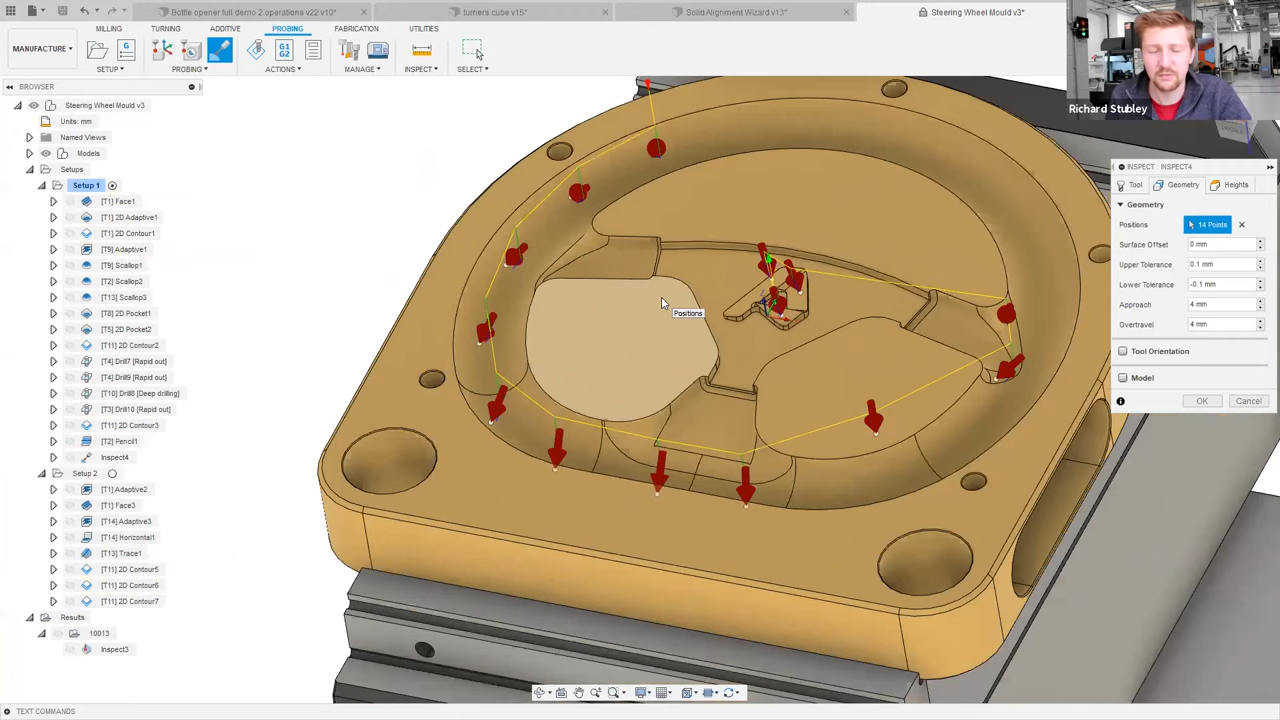 Bottle opener full demo 2 operations v22 v10*
turners cube v15*
Solid Alignment Wizard v13*
Steering Wheel Mould v3*
MILLING
TURNING
ADDITIVE
PROBING
FABRICATION
UTILITIES
MANUFACTURE
G
G1
G2
SETUP
PROBING
ACTIONS
MANAGE
INSPECT
SELECT
Richard Stubley
BROWSER
Steering Wheel Mould v3
Units: mm
Named Views
Models
Setups
Setup 1
[T1] Face1
[T1] 2D Adaptive1
[T1] 2D Contour1
[T9] Adaptive1
[T9] Scallop1
[T2] Scallop2
[T13] Scallop3
[T8] 2D Pocket1
[T5] 2D Pocket2
[T11] 2D Contour2
[T4] Drill7 [Rapid out]
[T4] Drill9 [Rapid out]
[T10] Drill8 [Deep drilling]
[T3] Drill10 [Rapid out]
[T11] 2D Contour3
[T2] Pencil1
Inspect4
Setup 2
[T1] Adaptive2
[T1] Face3
[T14] Adaptive3
[T14] Horizontal1
[T13] Trace1
[T11] 2D Contour5
[T11] 2D Contour6
[T11] 2D Contour7
Results
10013
Inspect3
Positions
INSPECT : INSPECT4
Tool
Geometry
Heights
Geometry
Positions
14 Points
Surface Offset
0 mm
Upper Tolerance
0.1 mm
Lower Tolerance
-0.1 mm
Approach
4 mm
Overtravel
4 mm
Tool Orientation
Model
OK
Cancel
TEXT COMMANDS